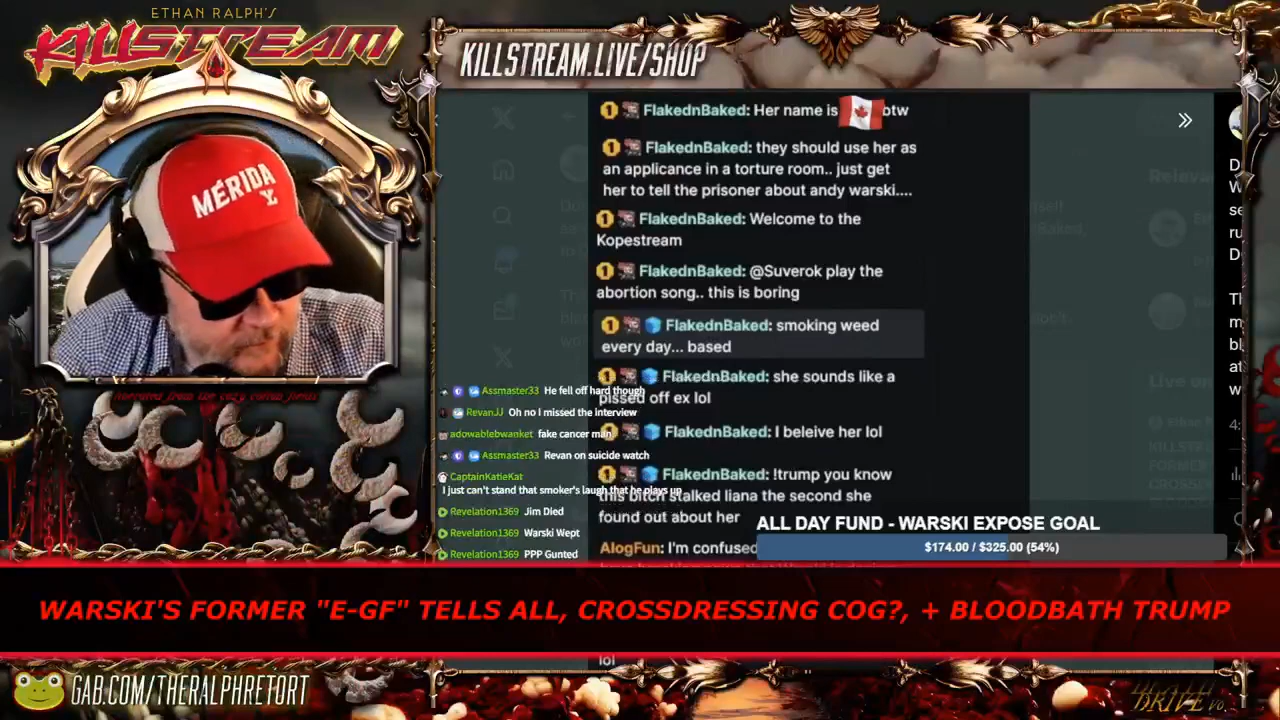 ETHAN RALPH'S
KILLSTREAM
KILLSTREAM.LIVE/SHOP
MÉRIDA
FlakednBaked: Her name is otw
FlakednBaked: they should use her as
an applicance in a torture room.. just get
her to tell the prisoner about andy warski....
FlakednBaked: Welcome to the
Kopestream
FlakednBaked: @Suverok play the
abortion song.. this is boring
FlakednBaked: smoking weed
every day... based
FlakednBaked: she sounds like a
pissed off ex lol
FlakednBaked: I beleive her lol
FlakednBaked: !trump you know
this bitch stalked liana the second she
found out about her
AlogFun: I'm confused
lol
Assmaster33 He fell off hard though
RevanJJ Oh no I missed the interview
adowablebwanket fake cancer man
Assmaster33 Revan on suicide watch
CaptainKatieKat
I just can't stand that smoker's laugh that he plays up
Revelation1369 Jim Died
Revelation1369 Warski Wept
Revelation1369 PPP Gunted
ALL DAY FUND - WARSKI EXPOSE GOAL
$174.00 / $325.00 (54%)
WARSKI'S FORMER "E-GF" TELLS ALL, CROSSDRESSING COG?, + BLOODBATH TRUMP
GAB.COM/THERALPHRETORT